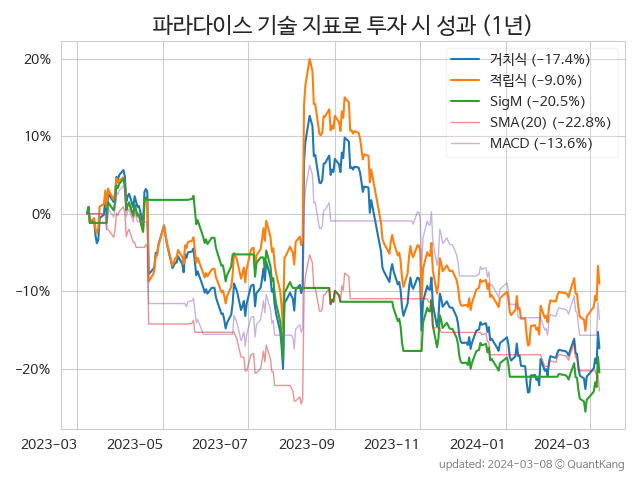 파라다이스 기술 지표로 투자 시 성과 (1년)
거치식 (−17.4%)
적립식 (−9.0%)
SigM (−20.5%)
SMA(20) (−22.8%)
MACD (−13.6%)
20%
10%
0%
−10%
−20%
2023−03 2023−05 2023−07 2023−09 2023−11 2024−01 2024−03
updated: 2024-03-08 © QuantKang